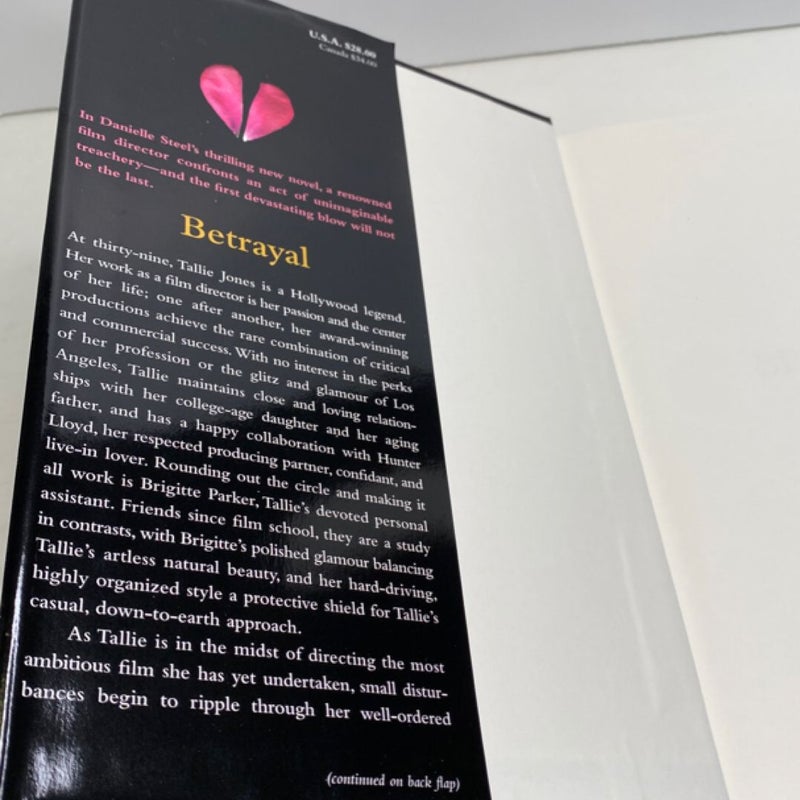 U.S.A. $28.00
Canada $34.00
In Danielle Steel's thrilling new novel, a renowned
film director confronts an act of unimaginable
treachery—and the first devastating blow will not
be the last.
Betrayal
At thirty-nine, Tallie Jones is a Hollywood legend.
Her work as a film director is her passion and the center
of her life; one after another, her award-winning
productions achieve the rare combination of critical
and commercial success. With no interest in the perks
of her profession or the glitz and glamour of Los
Angeles, Tallie maintains close and loving relation-
ships with her college-age daughter and her aging
father, and has a happy collaboration with Hunter
Lloyd, her respected producing partner, confidant, and
live-in lover. Rounding out the circle and making it
all work is Brigitte Parker, Tallie's devoted personal
assistant. Friends since film school, they are a study
in contrasts, with Brigitte's polished glamour balancing
Tallie's artless natural beauty, and her hard-driving,
highly organized style a protective shield for Tallie's
casual, down-to-earth approach.
As Tallie is in the midst of directing the most
ambitious film she has yet undertaken, small distur-
bances begin to ripple through her well-ordered
(continued on back flap)